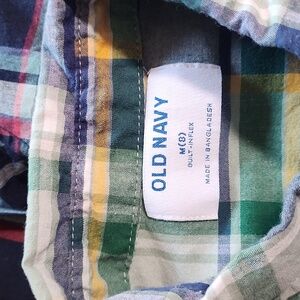 OLD NAVY
M(8)
BUILT-IN FLEX
MADE IN BANGLADESH